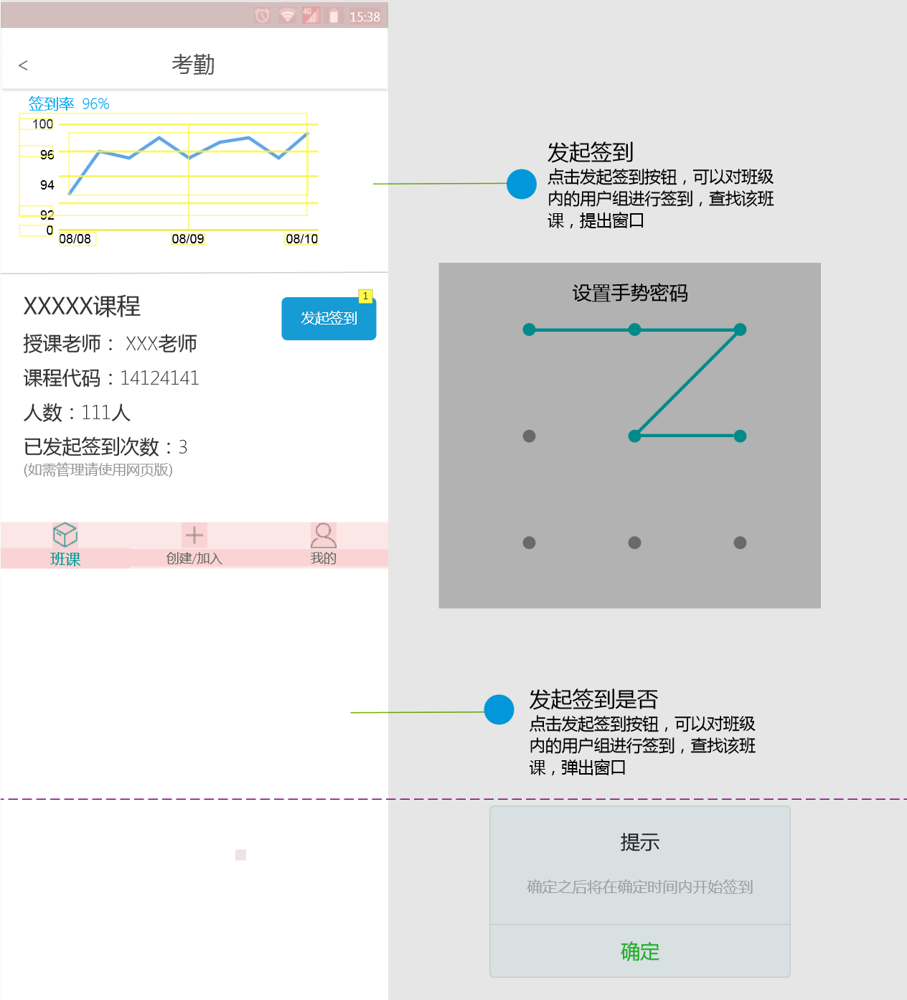 4G 15:38
<
考勤
签到率 96%
100
96
94
92
0
08/08 08/09 08/10
XXXXX课程
1
发起签到
授课老师： XXX老师
课程代码：14124141
人数：111人
已发起签到次数：3
(如需管理请使用网页版)
班课
创建/加入
我的
发起签到
点击发起签到按钮，可以对班级
内的用户组进行签到，查找该班
课，提出窗口
设置手势密码
发起签到是否
点击发起签到按钮，可以对班级
内的用户组进行签到，查找该班
课，弹出窗口
提示
确定之后将在确定时间内开始签到
确定